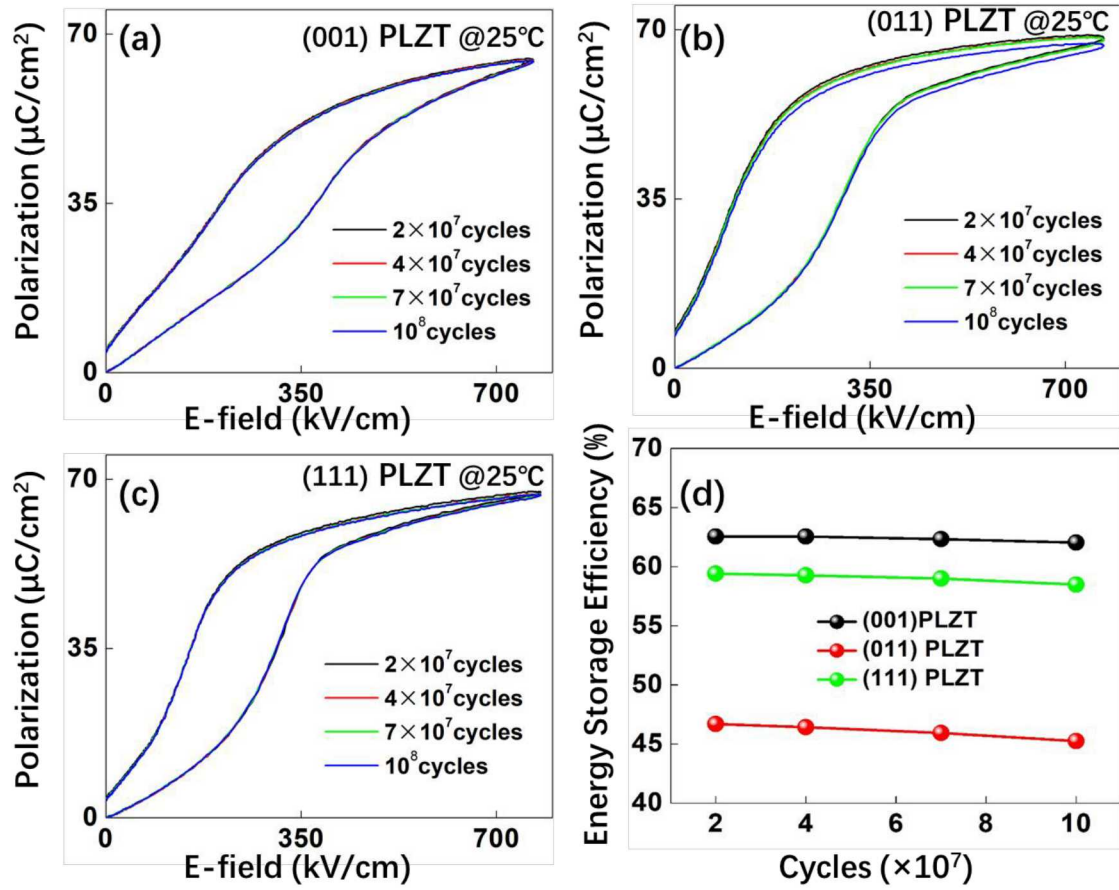 (a)
(001) PLZT @25℃
Polarization (μC/cm²)
70
35
0
2×10⁷cycles
4×10⁷cycles
7×10⁷cycles
10⁸cycles
0
350
700
E-field (kV/cm)
(b)
(011) PLZT @25℃
Polarization (μC/cm²)
70
35
0
2×10⁷cycles
4×10⁷cycles
7×10⁷cycles
10⁸cycles
0
350
700
E-field (kV/cm)
(c)
(111) PLZT @25℃
Polarization (μC/cm²)
70
35
0
2×10⁷cycles
4×10⁷cycles
7×10⁷cycles
10⁸cycles
0
350
700
E-field (kV/cm)
(d)
Energy Storage Efficiency (%)
70
65
60
55
50
45
40
(001)PLZT
(011) PLZT
(111) PLZT
2
4
6
8
10
Cycles (×10⁷)